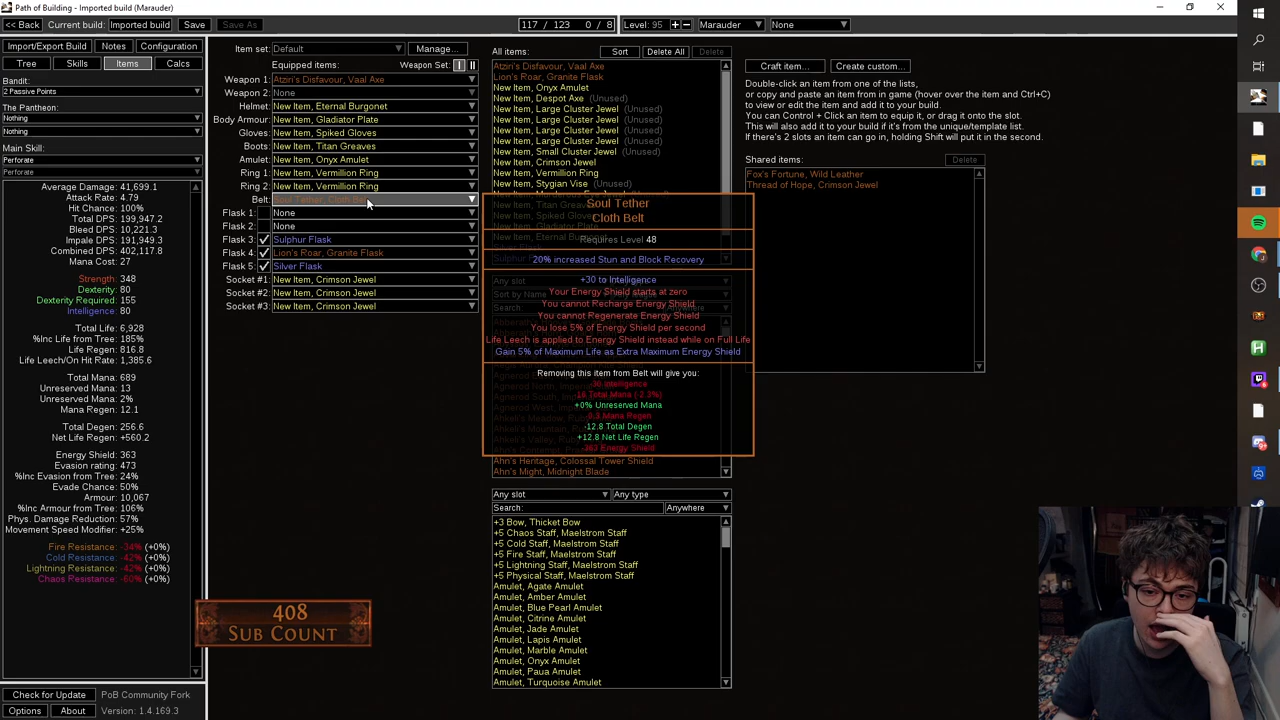 Path of Building - Imported build (Marauder)
<< Back
Current build: Imported build
Save
Save As
117 / 123 0 / 8
Level: 95
Marauder
None
Import/Export Build
Notes
Configuration
Tree
Skills
Items
Calcs
Bandit:
2 Passive Points
The Pantheon:
Nothing
Nothing
Main Skill:
Perforate
Perforate
Average Damage: 41,699.1
Attack Rate: 4.79
Hit Chance: 100%
Total DPS: 199,947.2
Bleed DPS: 10,221.3
Impale DPS: 191,949.3
Combined DPS: 402,117.8
Mana Cost: 27
Strength: 348
Dexterity: 80
Dexterity Required: 155
Intelligence: 80
Total Life: 6,928
%Inc Life from Tree: 185%
Life Regen: 816.8
Life Leech/On Hit Rate: 1,385.6
Total Mana: 689
Unreserved Mana: 13
Unreserved Mana: 2%
Mana Regen: 12.1
Total Degen: 256.6
Net Life Regen: +560.2
Energy Shield: 363
Evasion rating: 473
%Inc Evasion from Tree: 24%
Evade Chance: 50%
Armour: 10,067
%Inc Armour from Tree: 106%
Phys. Damage Reduction: 57%
Movement Speed Modifier: +25%
Fire Resistance: -34% (+0%)
Cold Resistance: -42% (+0%)
Lightning Resistance: -42% (+0%)
Chaos Resistance: -60% (+0%)
Check for Update
PoB Community Fork
Options
About
Version: 1.4.169.3
Item set: Default
Manage...
Equipped items:
Weapon Set: I II
Weapon 1: Atziri's Disfavour, Vaal Axe
Weapon 2: None
Helmet: New Item, Eternal Burgonet
Body Armour: New Item, Gladiator Plate
Gloves: New Item, Spiked Gloves
Boots: New Item, Titan Greaves
Amulet: New Item, Onyx Amulet
Ring 1: New Item, Vermillion Ring
Ring 2: New Item, Vermillion Ring
Belt: Soul Tether, Cloth Belt
Flask 1: None
Flask 2: None
Flask 3: Sulphur Flask
Flask 4: Lion's Roar, Granite Flask
Flask 5: Silver Flask
Socket #1: New Item, Crimson Jewel
Socket #2: New Item, Crimson Jewel
Socket #3: New Item, Crimson Jewel
408
SUB COUNT
All items:
Sort
Delete All
Delete
Atziri's Disfavour, Vaal Axe
Lion's Roar, Granite Flask
New Item, Onyx Amulet
New Item, Despot Axe (Unused)
New Item, Large Cluster Jewel (Unused)
New Item, Large Cluster Jewel (Unused)
New Item, Large Cluster Jewel (Unused)
New Item, Large Cluster Jewel (Unused)
New Item, Small Cluster Jewel (Unused)
New Item, Crimson Jewel
New Item, Vermillion Ring
New Item, Stygian Vise (Unused)
Soul Tether
Cloth Belt
Requires Level 48
20% increased Stun and Block Recovery
+30 to Intelligence
Your Energy Shield starts at zero
You cannot Recharge Energy Shield
You cannot Regenerate Energy Shield
You lose 5% of Energy Shield per second
Life Leech is applied to Energy Shield instead while on Full Life
Gain 5% of Maximum Life as Extra Maximum Energy Shield
Removing this item from Belt will give you:
-30 Intelligence
-16 Total Mana (-2.3%)
+0% Unreserved Mana
-0.3 Mana Regen
-12.8 Total Degen
+12.8 Net Life Regen
-363 Energy Shield
Ahn's Heritage, Colossal Tower Shield
Ahn's Might, Midnight Blade
Any slot
Any type
Search:
Anywhere
+3 Bow, Thicket Bow
+5 Chaos Staff, Maelstrom Staff
+5 Cold Staff, Maelstrom Staff
+5 Fire Staff, Maelstrom Staff
+5 Lightning Staff, Maelstrom Staff
+5 Physical Staff, Maelstrom Staff
Amulet, Agate Amulet
Amulet, Amber Amulet
Amulet, Blue Pearl Amulet
Amulet, Citrine Amulet
Amulet, Coral Amulet
Amulet, Jade Amulet
Amulet, Lapis Amulet
Amulet, Marble Amulet
Amulet, Onyx Amulet
Amulet, Paua Amulet
Amulet, Turquoise Amulet
Craft item...
Create custom...
Double-click an item from one of the lists,
or copy and paste an item from in game (hover over the item and Ctrl+C)
to view or edit the item and add it to your build.
You can Control + Click an item to equip it, or drag it onto the slot.
This will also add it to your build if it's from the unique/template list.
If there's 2 slots an item can go in, holding Shift will put it in the second.
Shared items:
Delete
Fox's Fortune, Wild Leather
Thread of Hope, Crimson Jewel